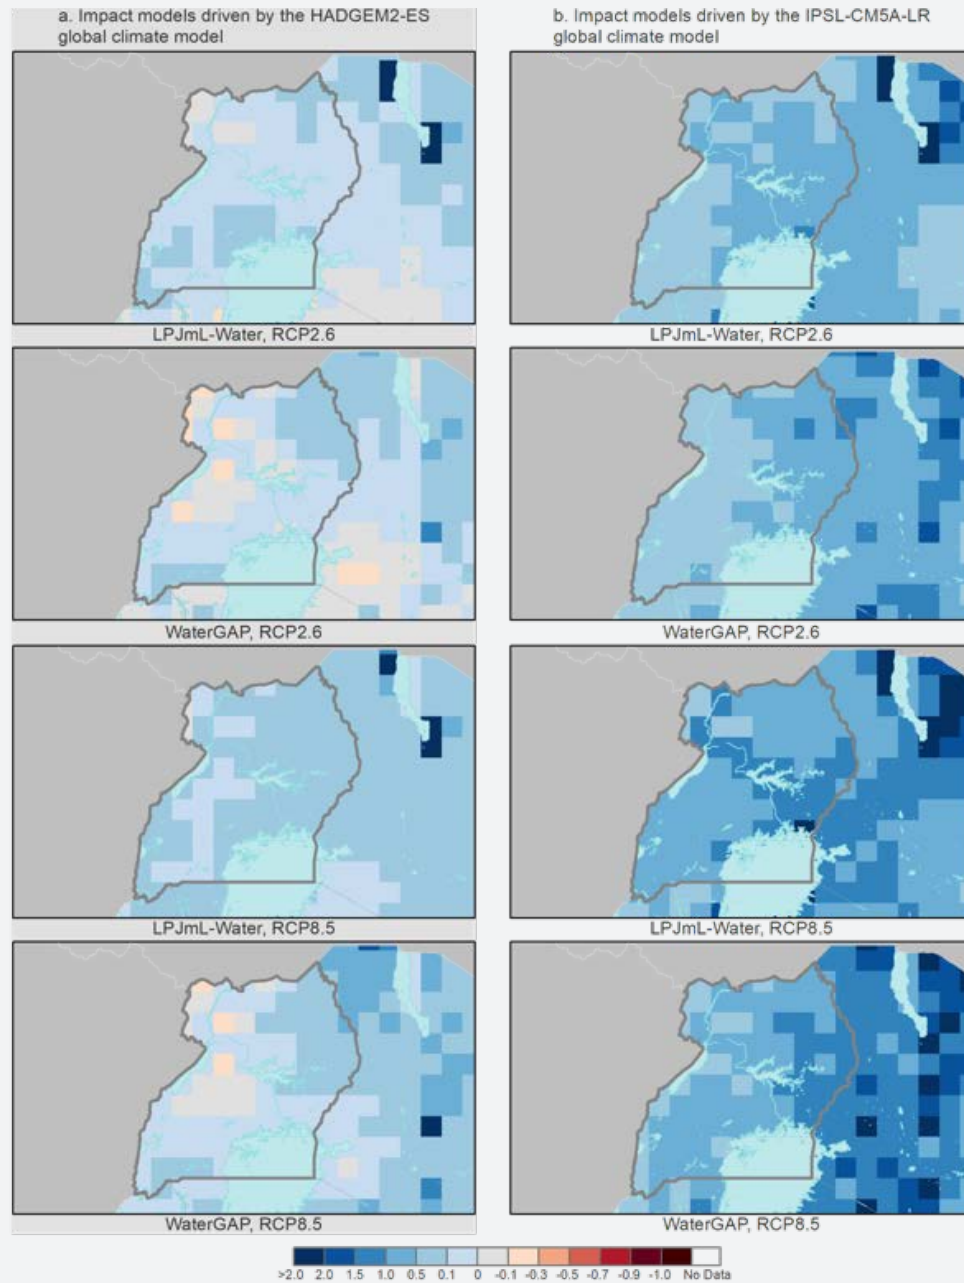 a. Impact models driven by the HADGEM2-ES
global climate model
b. Impact models driven by the IPSL-CM5A-LR
global climate model
LPJmL-Water, RCP2.6
LPJmL-Water, RCP2.6
WaterGAP, RCP2.6
WaterGAP, RCP2.6
LPJmL-Water, RCP8.5
LPJmL-Water, RCP8.5
WaterGAP, RCP8.5
WaterGAP, RCP8.5
>2.0 2.0 1.5 1.0 0.5 0.1 0 -0.1 -0.3 -0.5 -0.7 -0.9 -1.0 No Data